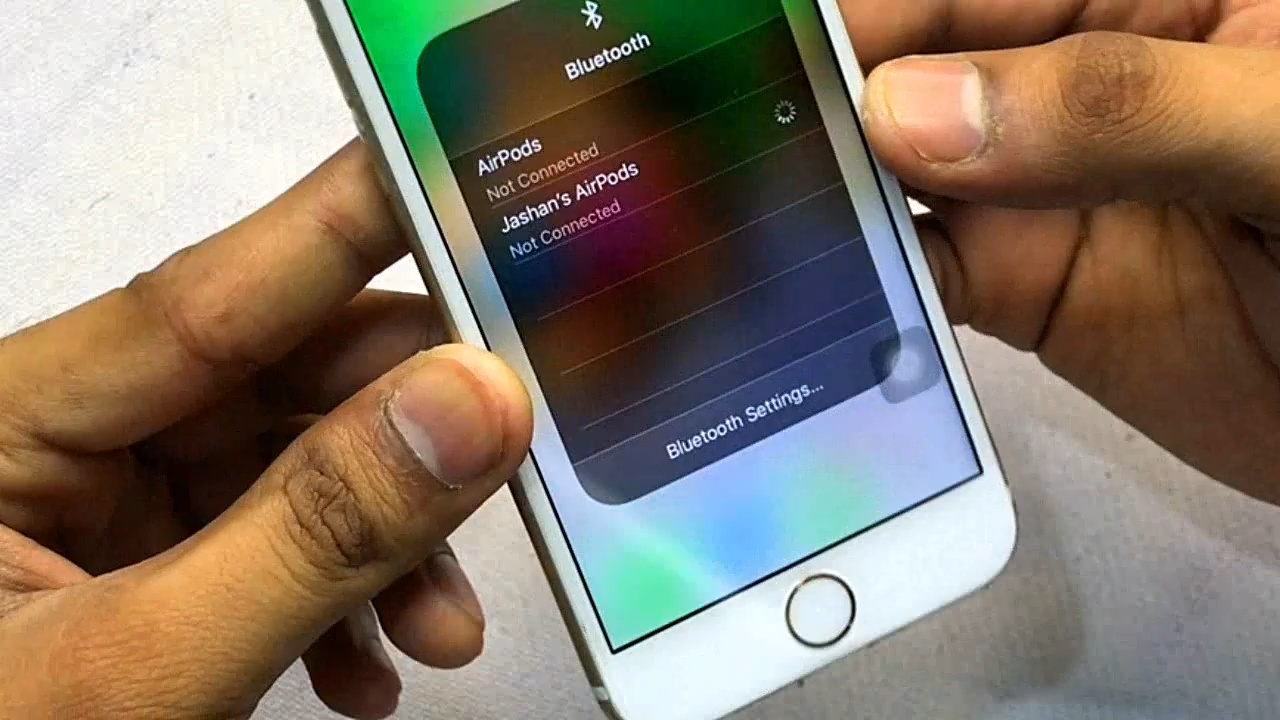 Bluetooth
AirPods
Not Connected
Jashan's AirPods
Not Connected
Bluetooth Settings...